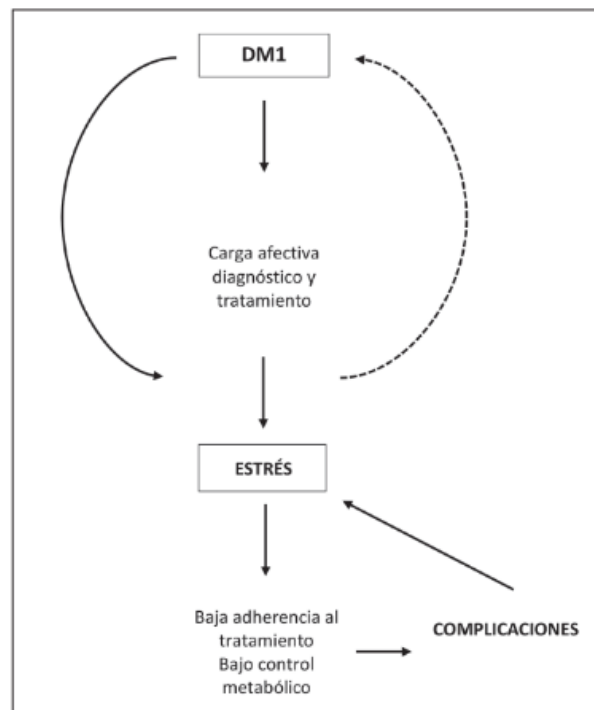 DM1
Carga afectiva
diagnóstico y
tratamiento
ESTRÉS
Baja adherencia al
tratamiento
Bajo control
metabólico
COMPLICACIONES